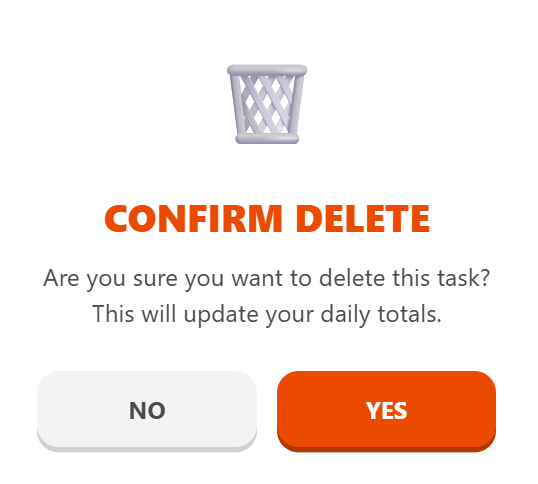 CONFIRM DELETE
Are you sure you want to delete this task?
This will update your daily totals.
NO
YES